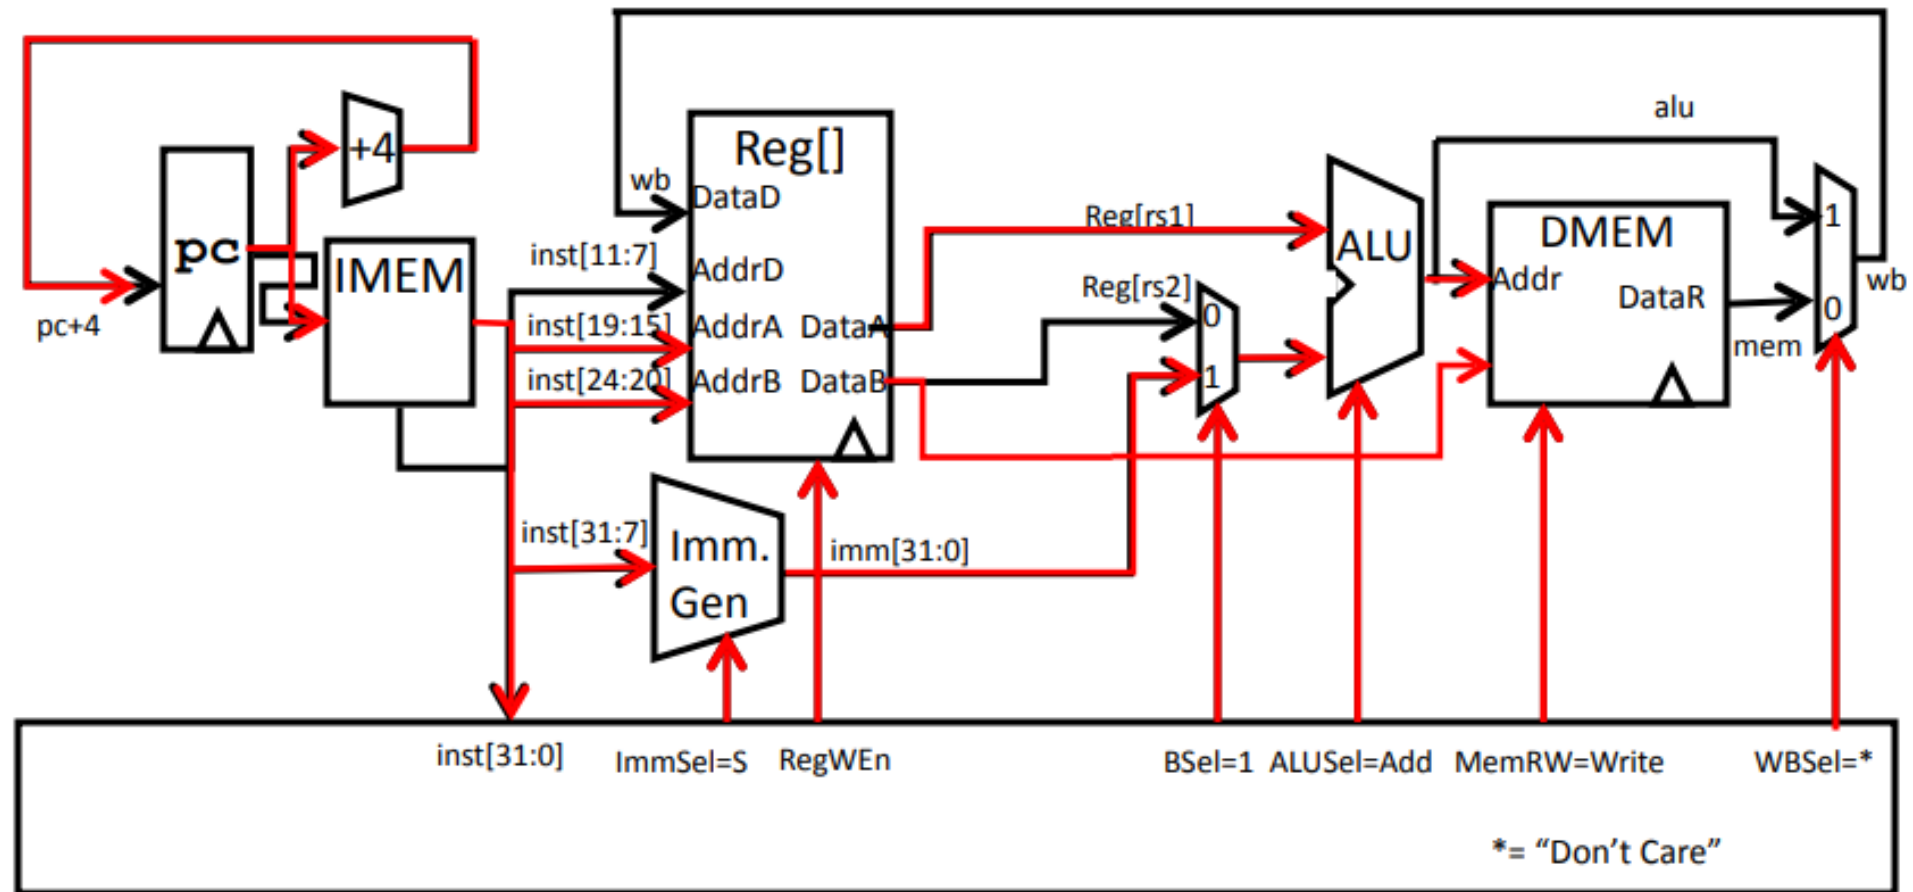 alu
+4
Reg[]
wb
DataD
Reg[rs1]
1
pc
IMEM
inst[11:7]
AddrD
ALU
DMEM
Reg[rs2]
Addr
DataR
wb
0
0
pc+4
inst[19:15]
AddrA DataA
mem
inst[24:20]
AddrB DataB
1
inst[31:7]
Imm.
Gen
imm[31:0]
inst[31:0] ImmSel=S RegWEn BSel=1 ALUSel=Add MemRW=Write WBSel=*
*= “Don’t Care”